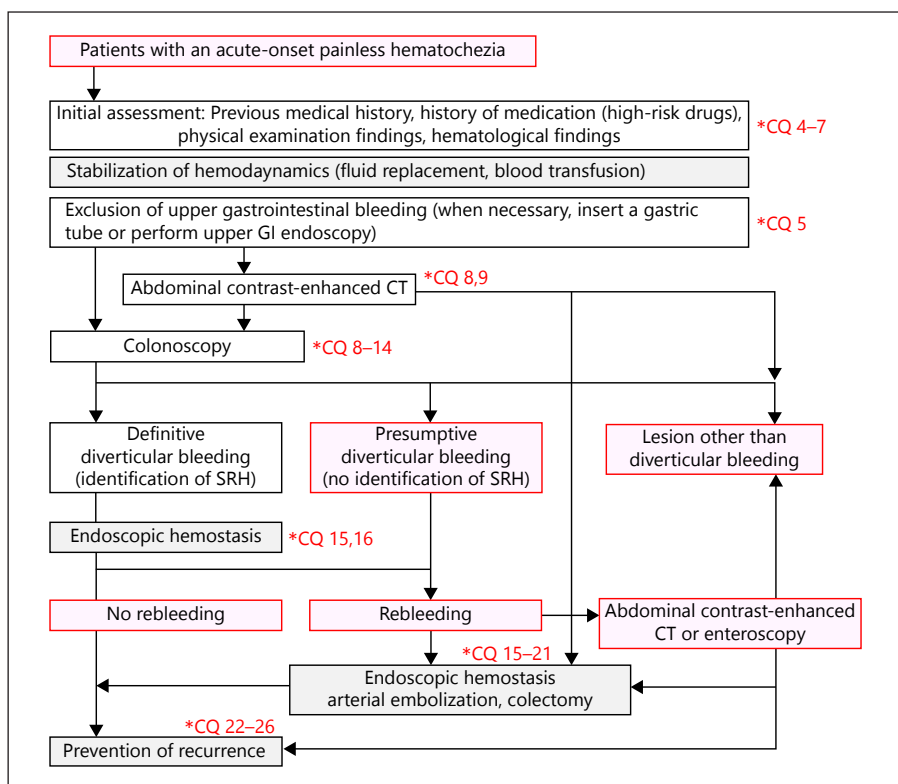 Patients with an acute-onset painless hematochezia
Initial assessment: Previous medical history, history of medication (high-risk drugs),
physical examination findings, hematological findings
*CQ 4–7
Stabilization of hemodaynamics (fluid replacement, blood transfusion)
Exclusion of upper gastrointestinal bleeding (when necessary, insert a gastric
tube or perform upper GI endoscopy)
*CQ 5
Abdominal contrast-enhanced CT
*CQ 8,9
Colonoscopy
*CQ 8–14
Definitive
diverticular bleeding
(identification of SRH)
Presumptive
diverticular bleeding
(no identification of SRH)
Lesion other than
diverticular bleeding
Endoscopic hemostasis
*CQ 15,16
No rebleeding
Rebleeding
Abdominal contrast-enhanced
CT or enteroscopy
*CQ 15–21
Endoscopic hemostasis
arterial embolization, colectomy
*CQ 22–26
Prevention of recurrence